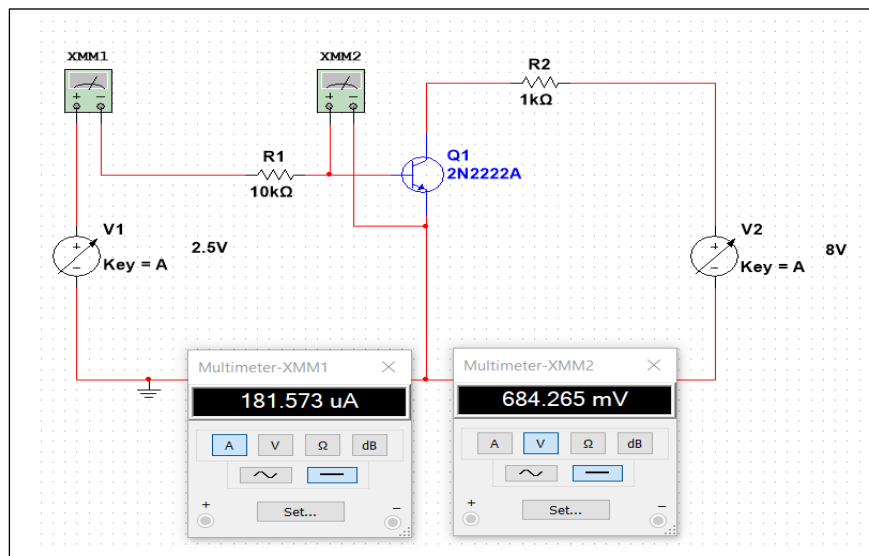 XMM1
XMM2
+ −
+ −
R2
1kΩ
R1
10kΩ
Q1
2N2222A
V1
+
−
Key = A
2.5V
V2
+
−
Key = A
8V
Multimeter-XMM1 ×
181.573 uA
A V Ω dB
+ Set... −
Multimeter-XMM2 ×
684.265 mV
A V Ω dB
+ Set... −